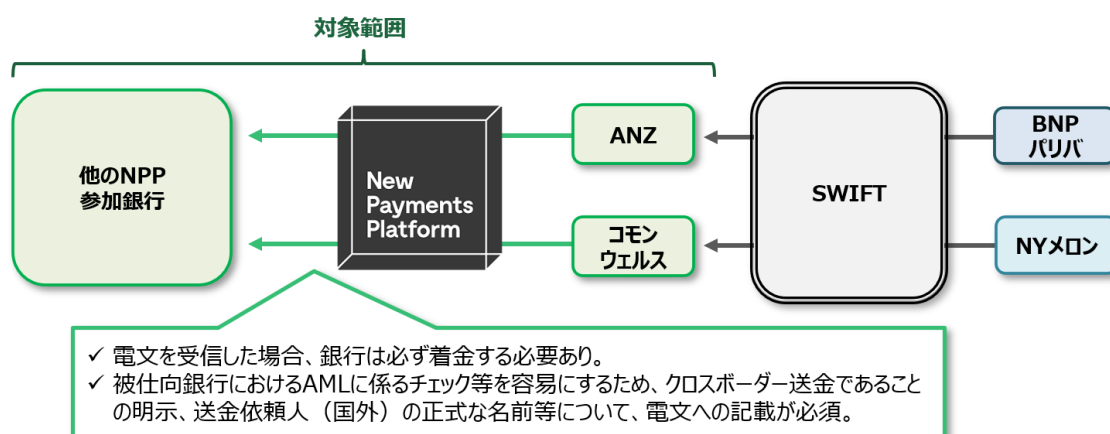 対象範囲
他のNPP
参加銀行
New
Payments
Platform
ANZ
コモン
ウェルス
SWIFT
BNP
パリバ
NYメロン
✓ 電文を受信した場合、銀行は必ず着金する必要あり。
✓ 被仕向銀行におけるAMLに係るチェック等を容易にするため、クロスボーダー送金であること
の明示、送金依頼人（国外）の正式な名前等について、電文への記載が必須。